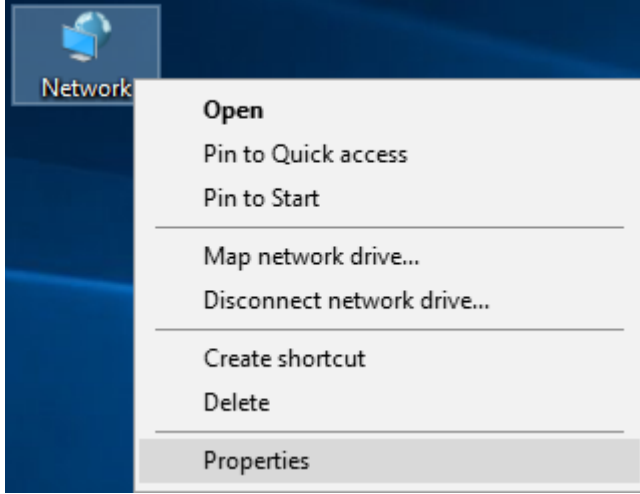 Network
Open
Pin to Quick access
Pin to Start
Map network drive...
Disconnect network drive...
Create shortcut
Delete
Properties